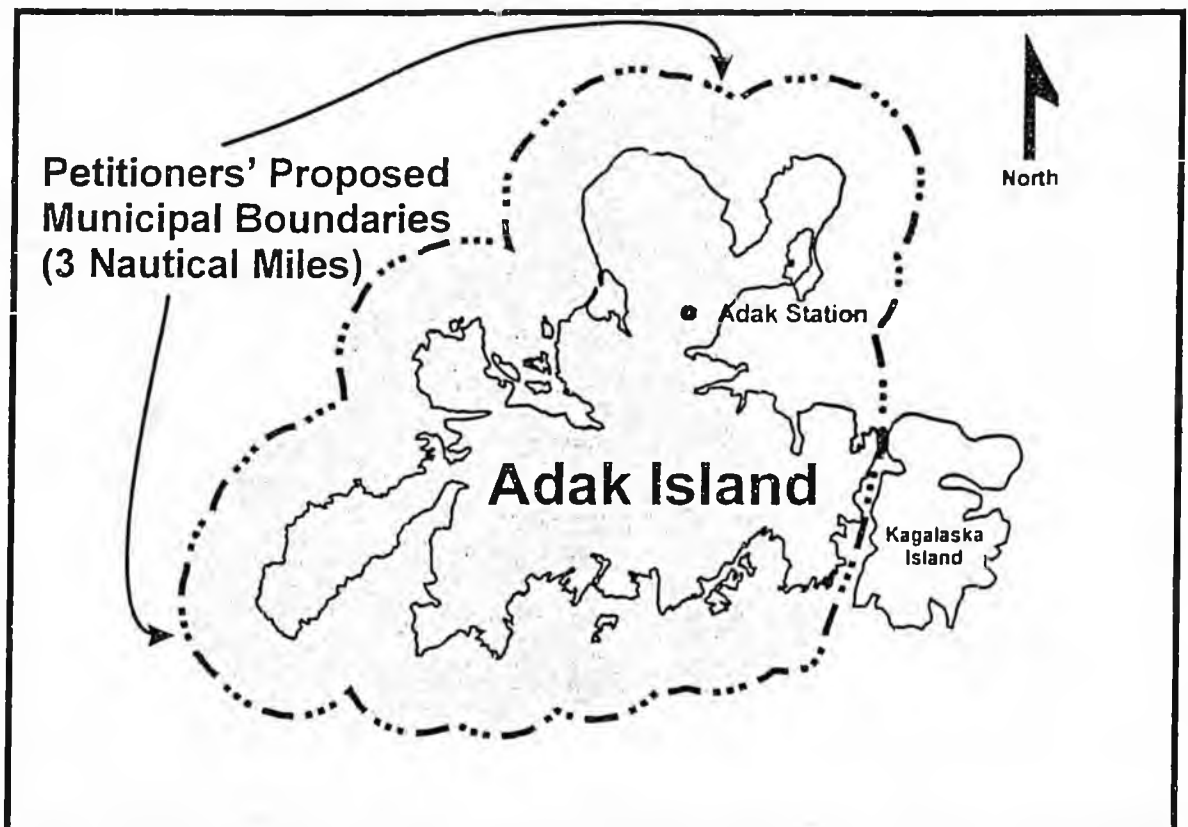 Petitioners' Proposed
Municipal Boundaries
(3 Nautical Miles)
North
Adak Station
Adak Island
Kagalaska
Island